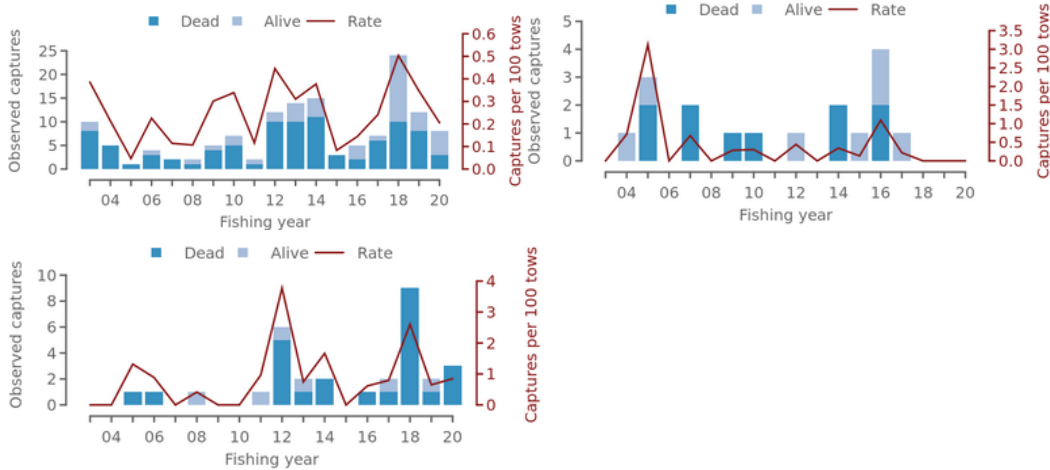 Dead Alive Rate
Observed captures
25
20
15
10
5
0
0.6
0.5
0.4
0.3
0.2
0.1
0.0
Captures per 100 tows
04 06 08 10 12 14 16 18 20
Fishing year
Dead Alive Rate
Observed captures
5
4
3
2
1
0
3.5
3.0
2.5
2.0
1.5
1.0
0.5
0.0
Captures per 100 tows
04 06 08 10 12 14 16 18 20
Fishing year
Dead Alive Rate
Observed captures
10
8
6
4
2
0
4
3
2
1
0
Captures per 100 tows
04 06 08 10 12 14 16 18 20
Fishing year